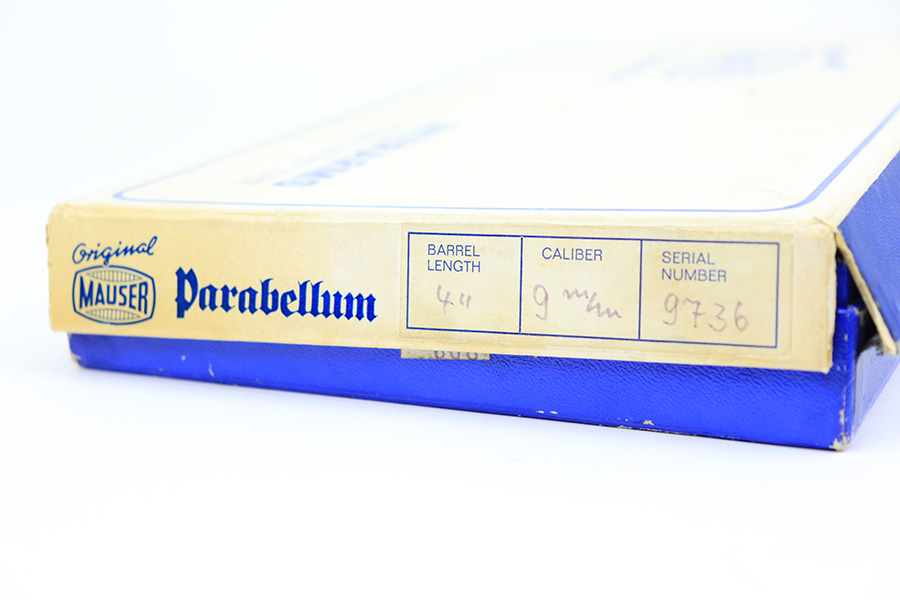 Original
MAUSER
Parabellum
BARREL
LENGTH
4"
CALIBER
9 m/m
SERIAL
NUMBER
9736